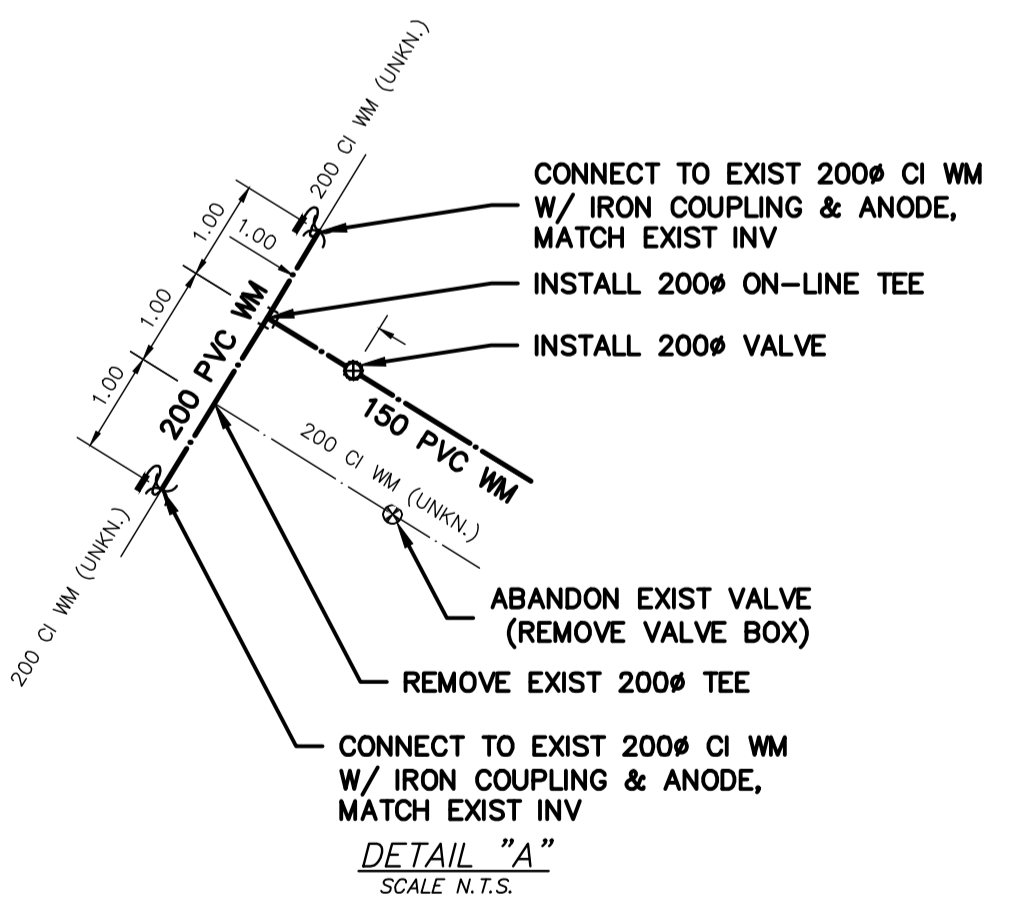 200 CI WM (UNKN.)
CONNECT TO EXIST 200ø CI WM
W/ IRON COUPLING & ANODE,
MATCH EXIST INV
1.00
1.00
INSTALL 200ø ON-LINE TEE
1.00
INSTALL 200ø VALVE
1.00
200 PVC WM
150 PVC WM
200 CI WM (UNKN.)
200 CI WM (UNKN.)
ABANDON EXIST VALVE
(REMOVE VALVE BOX)
REMOVE EXIST 200ø TEE
CONNECT TO EXIST 200ø CI WM
W/ IRON COUPLING & ANODE,
MATCH EXIST INV
DETAIL "A"
SCALE N.T.S.